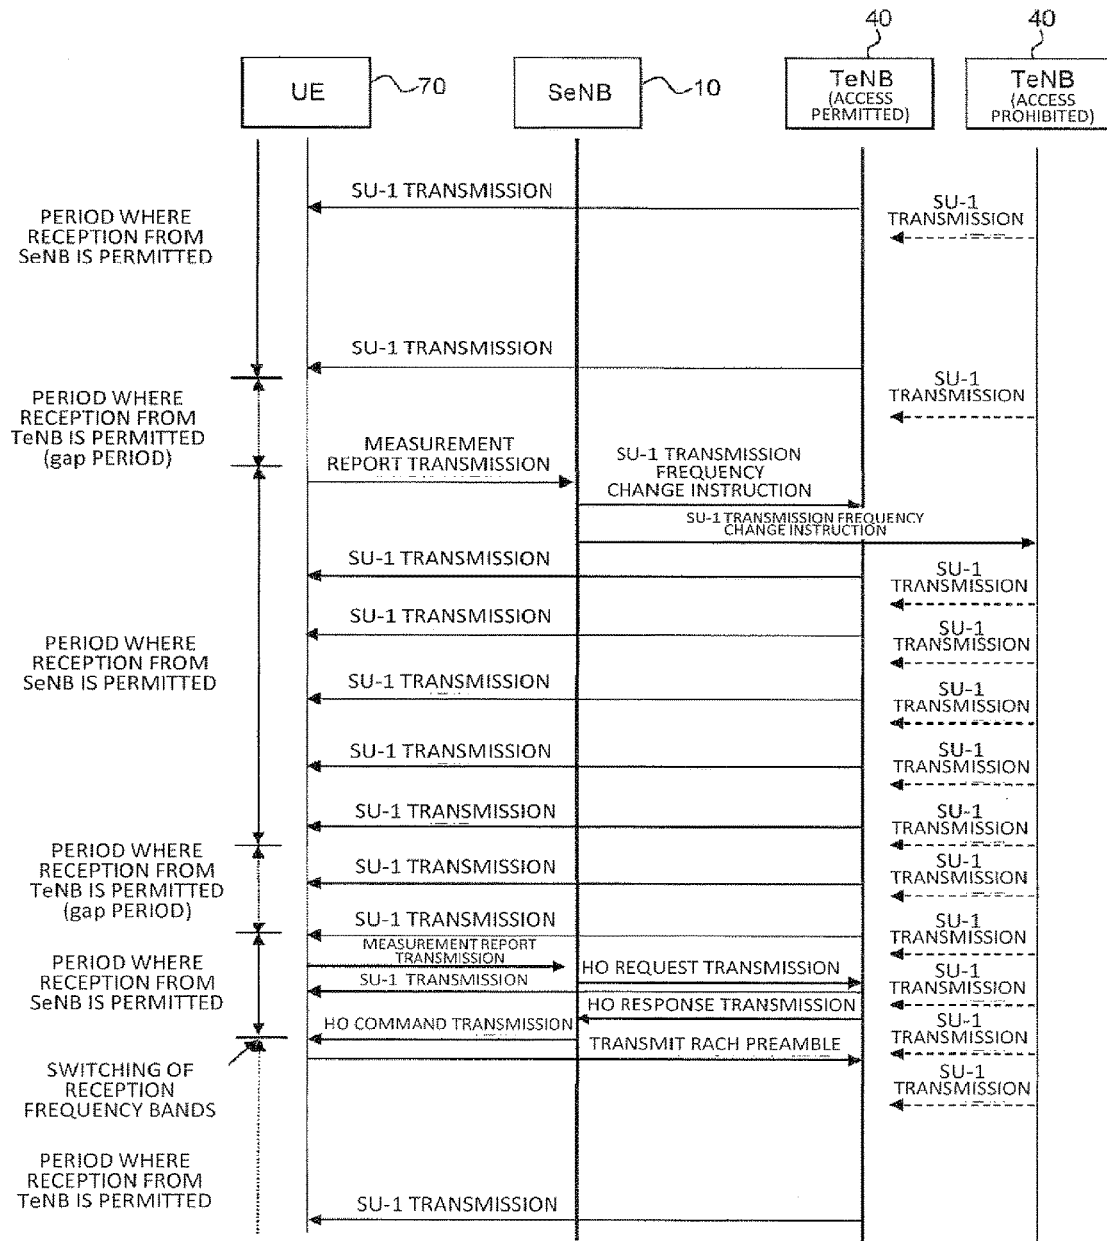 40
40
UE
70
SeNB
10
TeNB
(ACCESS
PERMITTED)
TeNB
(ACCESS
PROHIBITED)
SU-1 TRANSMISSION
SU-1
TRANSMISSION
PERIOD WHERE
RECEPTION FROM
SeNB IS PERMITTED
SU-1 TRANSMISSION
SU-1
TRANSMISSION
PERIOD WHERE
RECEPTION FROM
TeNB IS PERMITTED
(gap PERIOD)
MEASUREMENT
REPORT TRANSMISSION
SU-1 TRANSMISSION
FREQUENCY
CHANGE INSTRUCTION
SU-1 TRANSMISSION FREQUENCY
CHANGE INSTRUCTION
SU-1 TRANSMISSION
SU-1
TRANSMISSION
SU-1 TRANSMISSION
SU-1
TRANSMISSION
PERIOD WHERE
RECEPTION FROM
SeNB IS PERMITTED
SU-1 TRANSMISSION
SU-1
TRANSMISSION
SU-1 TRANSMISSION
SU-1
TRANSMISSION
SU-1 TRANSMISSION
SU-1
TRANSMISSION
PERIOD WHERE
RECEPTION FROM
TeNB IS PERMITTED
(gap PERIOD)
SU-1 TRANSMISSION
SU-1
TRANSMISSION
SU-1 TRANSMISSION
SU-1
TRANSMISSION
MEASUREMENT REPORT
TRANSMISSION
PERIOD WHERE
RECEPTION FROM
SeNB IS PERMITTED
HO REQUEST TRANSMISSION
SU-1 TRANSMISSION
SU-1
TRANSMISSION
HO RESPONSE TRANSMISSION
HO COMMAND TRANSMISSION
SU-1
TRANSMISSION
TRANSMIT RACH PREAMBLE
SWITCHING OF
RECEPTION
FREQUENCY BANDS
SU-1
TRANSMISSION
PERIOD WHERE
RECEPTION FROM
TeNB IS PERMITTED
SU-1 TRANSMISSION